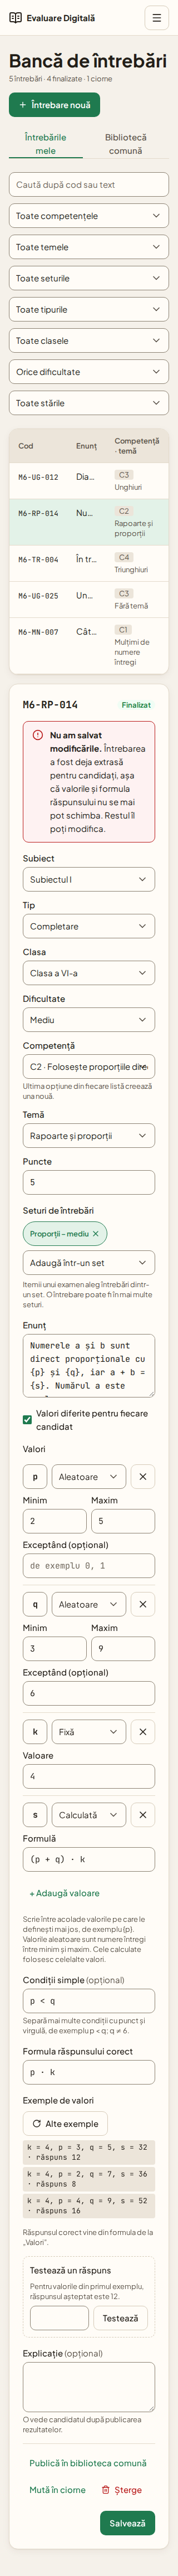 Evaluare Digitală
Bancă de întrebări
5 întrebări · 4 finalizate · 1 ciorne
+ Întrebare nouă
Întrebările mele
Bibliotecă comună
Caută după cod sau text
Toate competențele
Toate temele
Toate seturile
Toate tipurile
Toate clasele
Orice dificultate
Toate stările
Cod Enunț Competență · temă
M6-UG-012 Dia... C3
Unghiuri
M6-RP-014 Nu... C2
Rapoarte și
proporții
M6-TR-004 În tr... C4
Triunghiuri
M6-UG-025 Un... C3
Fără temă
M6-MN-007 Cât... C1
Mulțimi de
numere
întregi
M6-RP-014 Finalizat
Nu am salvat
modificările. Întrebarea
a fost deja extrasă
pentru candidați, așa
că valorile și formula
răspunsului nu se mai
pot schimba. Restul îl
poți modifica.
Subiect
Subiectul I
Tip
Completare
Clasa
Clasa a VI-a
Dificultate
Mediu
Competență
C2 · Folosește proporțiile dire
Ultima opțiune din fiecare listă creează
una nouă.
Temă
Rapoarte și proporții
Puncte
5
Seturi de întrebări
Proporții – mediu ×
Adaugă într-un set
Itemii unui examen aleg întrebări dintr-
un set. O întrebare poate fi în mai multe
seturi.
Enunț
Numerele a și b sunt
direct proporționale cu
{p} și {q}, iar a + b =
{s}. Numărul a este
Valori diferite pentru fiecare
candidat
Valori
p Aleatoare
Minim Maxim
2 5
Exceptând (opțional)
de exemplu 0, 1
q Aleatoare
Minim Maxim
3 9
Exceptând (opțional)
6
k Fixă
Valoare
4
s Calculată
Formulă
(p + q) · k
+ Adaugă valoare
Scrie între acolade valorile pe care le
definești mai jos, de exemplu {p}.
Valorile aleatoare sunt numere întregi
între minim și maxim. Cele calculate
folosesc celelalte valori.
Condiții simple (opțional)
p < q
Separă mai multe condiții cu punct și
virgulă, de exemplu p < q; q ≠ 6.
Formula răspunsului corect
p · k
Exemple de valori
Alte exemple
k = 4, p = 3, q = 5, s = 32
· răspuns 12
k = 4, p = 2, q = 7, s = 36
· răspuns 8
k = 4, p = 4, q = 9, s = 52
· răspuns 16
Răspunsul corect vine din formula de la
„Valori”.
Testează un răspuns
Pentru valorile din primul exemplu,
răspunsul așteptat este 12.
Testează
Explicație (opțional)
O vede candidatul după publicarea
rezultatelor.
Publică în biblioteca comună
Mută în ciorne Șterge
Salvează